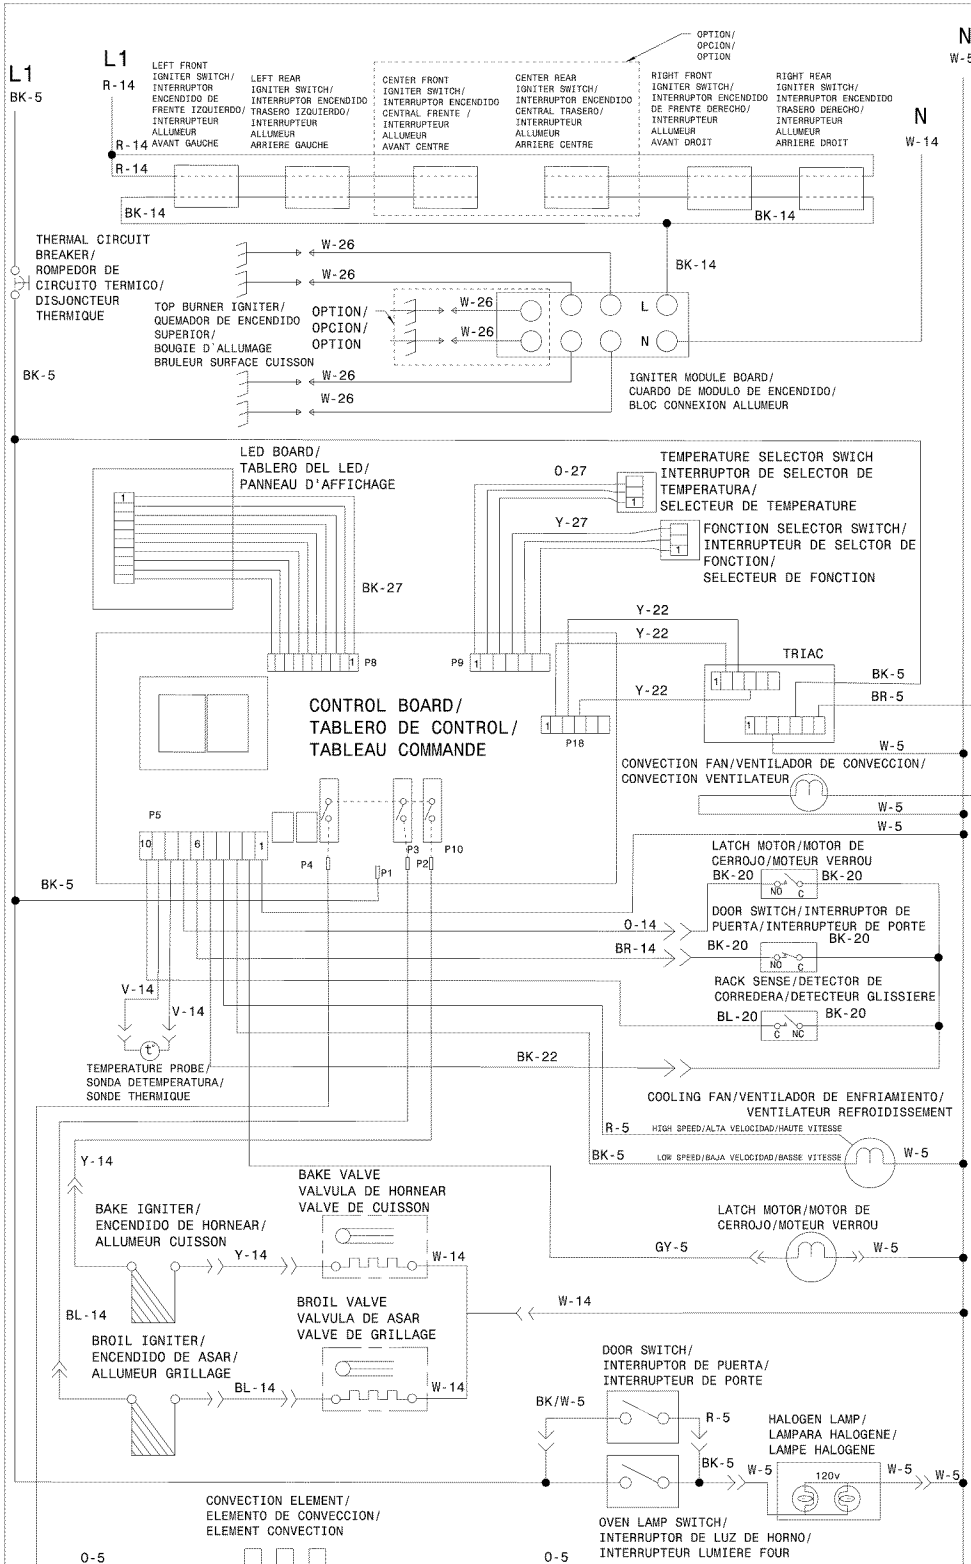 L1
BK-5
L1
R-14
LEFT FRONT
IGNITER SWITCH/
INTERRUPTOR
ENCENDIDO DE
FRENTE IZQUIERDO/
INTERRUPTEUR
ALLUMEUR
AVANT GAUCHE
LEFT REAR
IGNITER SWITCH/
INTERRUPTOR ENCENDIDO
TRASERO IZQUIERDO/
INTERRUPTEUR
ALLUMEUR
ARRIERE GAUCHE
CENTER FRONT
IGNITER SWITCH/
INTERRUPTOR ENCENDIDO
CENTRAL FRENTE /
INTERRUPTEUR
ALLUMEUR
AVANT CENTRE
CENTER REAR
IGNITER SWITCH/
INTERRUPTOR ENCENDIDO
CENTRAL TRASERO/
INTERRUPTEUR
ALLUMEUR
ARRIERE CENTRE
OPTION/
OPCION/
OPTION
RIGHT FRONT
IGNITER SWITCH/
INTERRUPTOR ENCENDIDO
DE FRENTE DERECHO/
INTERRUPTEUR
ALLUMEUR
AVANT DROIT
RIGHT REAR
IGNITER SWITCH/
INTERRUPTOR ENCENDIDO
TRASERO DERECHO/
INTERRUPTEUR
ALLUMEUR
ARRIERE DROIT
N
W-5
N
W-14
R-14
R-14
BK-14
BK-14
THERMAL CIRCUIT
BREAKER/
ROMPEDOR DE
CIRCUITO TERMICO/
DISJONCTEUR
THERMIQUE
W-26
W-26
BK-14
TOP BURNER IGNITER/
QUEMADOR DE ENCENDIDO
SUPERIOR/
BOUGIE D'ALLUMAGE
BRULEUR SURFACE CUISSON
OPTION/
OPCION/
OPTION
W-26
W-26
L
N
BK-5
W-26
W-26
IGNITER MODULE BOARD/
CUARDO DE MODULO DE ENCENDIDO/
BLOC CONNEXION ALLUMEUR
LED BOARD/
TABLERO DEL LED/
PANNEAU D'AFFICHAGE
1
BK-27
O-27
TEMPERATURE SELECTOR SWICH
INTERRUPTOR DE SELECTOR DE
TEMPERATURA/
SELECTEUR DE TEMPERATURE
1
Y-27
FONCTION SELECTOR SWITCH/
INTERRUPTEUR DE SELCTOR DE
FONCTION/
SELECTEUR DE FONCTION
1
Y-22
Y-22
1 P8
P9 1
TRIAC
1
BK-5
Y-22
BR-5
CONTROL BOARD/
TABLERO DE CONTROL/
TABLEAU COMMANDE
1
P18
1
W-5
CONVECTION FAN/VENTILADOR DE CONVECCION/
CONVECTION VENTILATEUR
W-5
W-5
P5
10 6 1
P4
P1
P3
P2
P10
BK-5
LATCH MOTOR/MOTOR DE
CERROJO/MOTEUR VERROU
BK-20
BK-20
NO C
DOOR SWITCH/INTERRUPTOR DE
PUERTA/INTERRUPTEUR DE PORTE
O-14
BR-14
BK-20
BK-20
NO C
RACK SENSE/DETECTOR DE
CORREDERA/DETECTEUR GLISSIERE
BL-20
BK-20
C NC
V-14
V-14
t°
TEMPERATURE PROBE/
SONDA DETEMPERATURA/
SONDE THERMIQUE
BK-22
COOLING FAN/VENTILADOR DE ENFRIAMIENTO/
VENTILATEUR REFROIDISSEMENT
R-5
HIGH SPEED/ALTA VELOCIDAD/HAUTE VITESSE
BK-5
LOW SPEED/BAJA VELOCIDAD/BASSE VITESSE
W-5
Y-14
BAKE VALVE
VALVULA DE HORNEAR
VALVE DE CUISSON
BAKE IGNITER/
ENCENDIDO DE HORNEAR/
ALLUMEUR CUISSON
Y-14
W-14
LATCH MOTOR/MOTOR DE
CERROJO/MOTEUR VERROU
GY-5
W-5
BL-14
BROIL VALVE
VALVULA DE ASAR
VALVE DE GRILLAGE
W-14
BROIL IGNITER/
ENCENDIDO DE ASAR/
ALLUMEUR GRILLAGE
BL-14
W-14
DOOR SWITCH/
INTERRUPTOR DE PUERTA/
INTERRUPTEUR DE PORTE
BK/W-5
R-5
HALOGEN LAMP/
LAMPARA HALOGENE/
LAMPE HALOGENE
BK-5
W-5
120v
W-5
W-5
OVEN LAMP SWITCH/
INTERRUPTOR DE LUZ DE HORNO/
INTERRUPTEUR LUMIERE FOUR
CONVECTION ELEMENT/
ELEMENTO DE CONVECCION/
ELEMENT CONVECTION
O-5
O-5